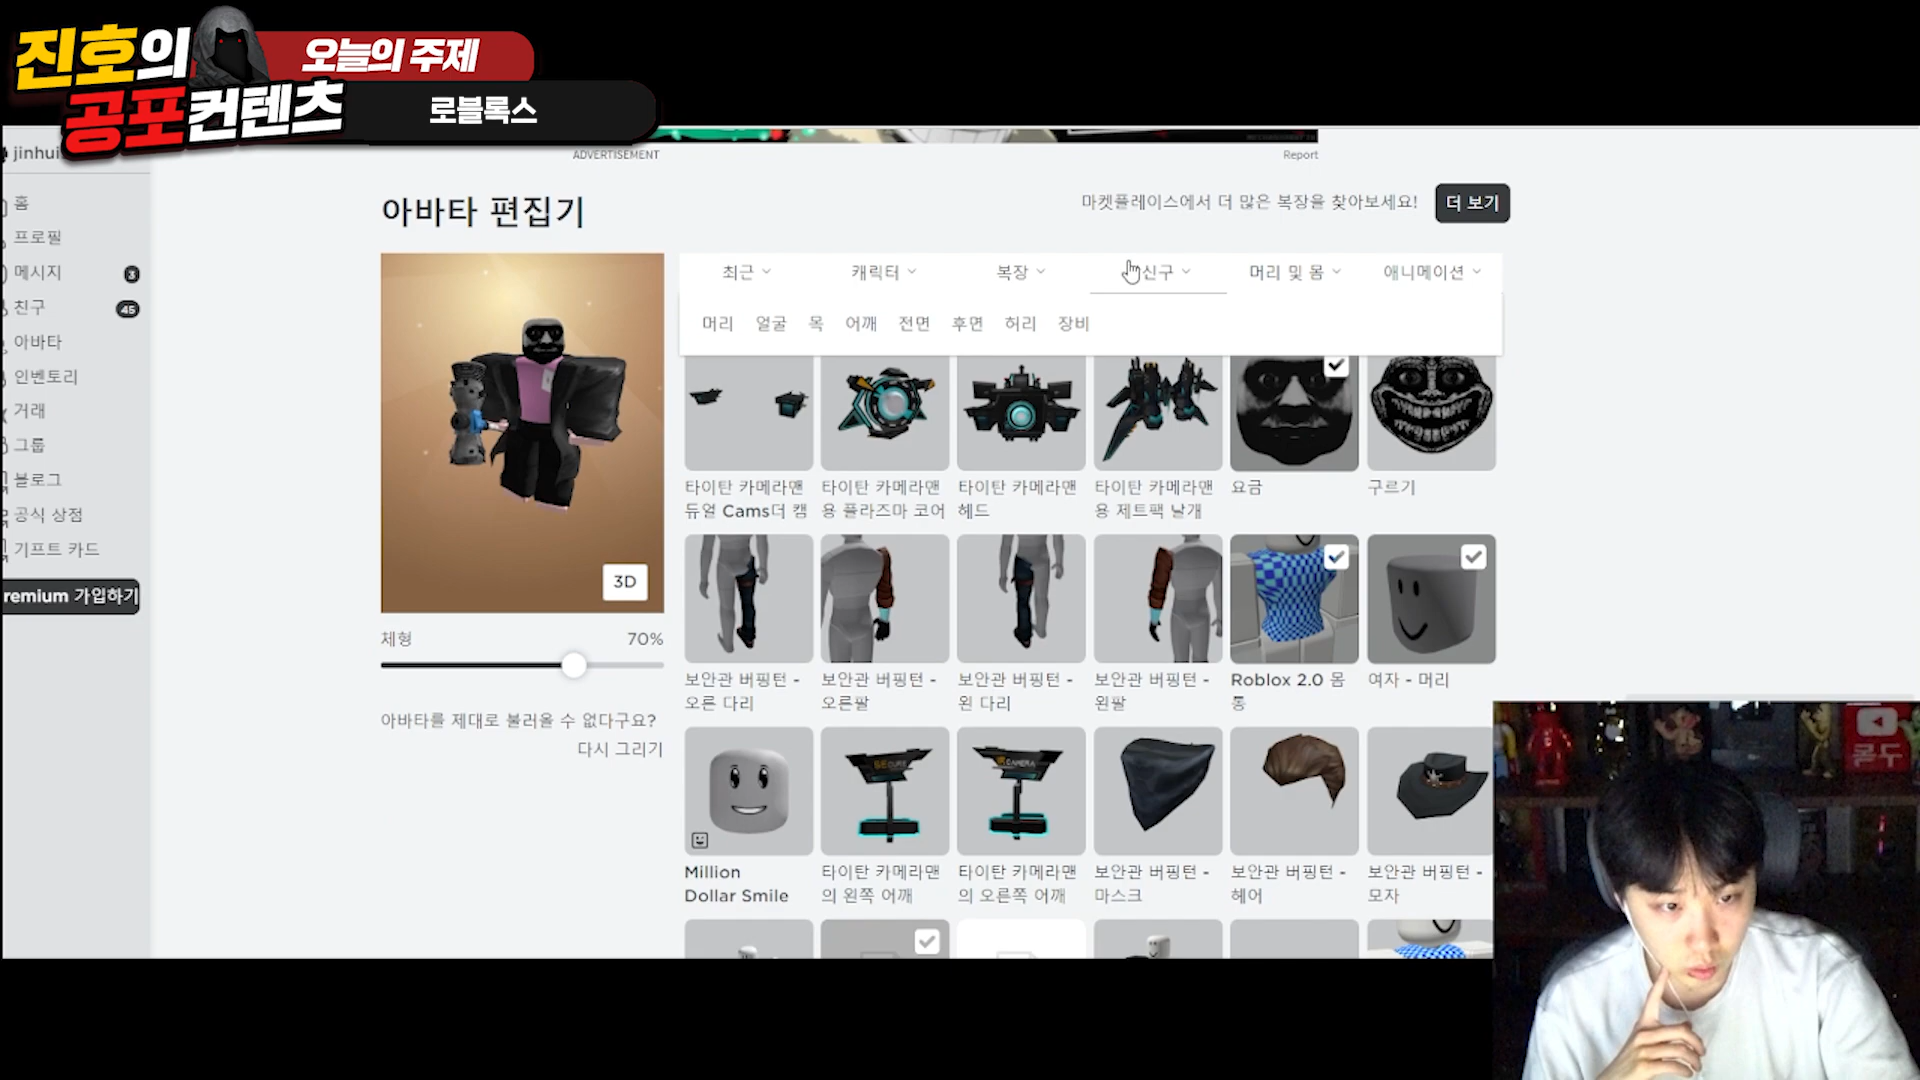 진호의
공포컨텐츠
오늘의 주제
로블록스
jinhui
ADVERTISEMENT
Report
홈
프로필
메시지
3
친구
45
아바타
인벤토리
거래
그룹
블로그
공식 상점
기프트 카드
remium 가입하기
아바타 편집기
마켓플레이스에서 더 많은 복장을 찾아보세요!
더 보기
3D
체형
70%
아바타를 제대로 불러올 수 없다구요?
다시 그리기
최근
캐릭터
복장
신구
머리 및 몸
애니메이션
머리 얼굴 목 어깨 전면 후면 허리 장비
타이탄 카메라맨
듀얼 Cams더 캠
타이탄 카메라맨
용 플라즈마 코어
타이탄 카메라맨
헤드
타이탄 카메라맨
용 제트팩 날개
요금
구르기
보안관 버핑턴 -
오른 다리
보안관 버핑턴 -
오른팔
보안관 버핑턴 -
왼 다리
보안관 버핑턴 -
왼팔
Roblox 2.0 몸
통
여자 - 머리
Million
Dollar Smile
타이탄 카메라맨
의 왼쪽 어깨
타이탄 카메라맨
의 오른쪽 어깨
보안관 버핑턴 -
마스크
보안관 버핑턴 -
헤어
보안관 버핑턴 -
모자